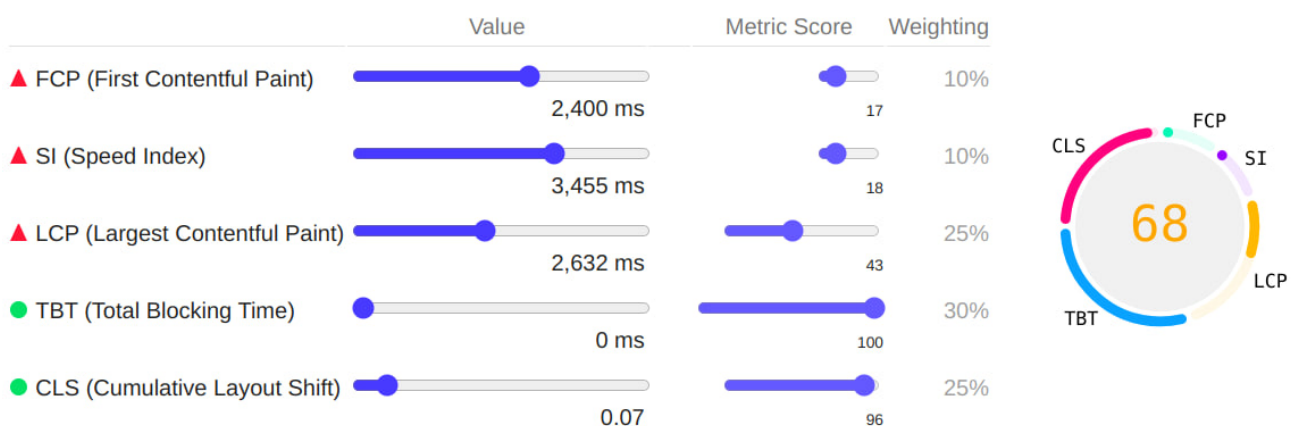 Value Metric Score Weighting
FCP (First Contentful Paint) 10%
2,400 ms 17
SI (Speed Index) 10%
3,455 ms 18
LCP (Largest Contentful Paint) 25%
2,632 ms 43
TBT (Total Blocking Time) 30%
0 ms 100
CLS (Cumulative Layout Shift) 25%
0.07 96
FCP
CLS
SI
68
LCP
TBT